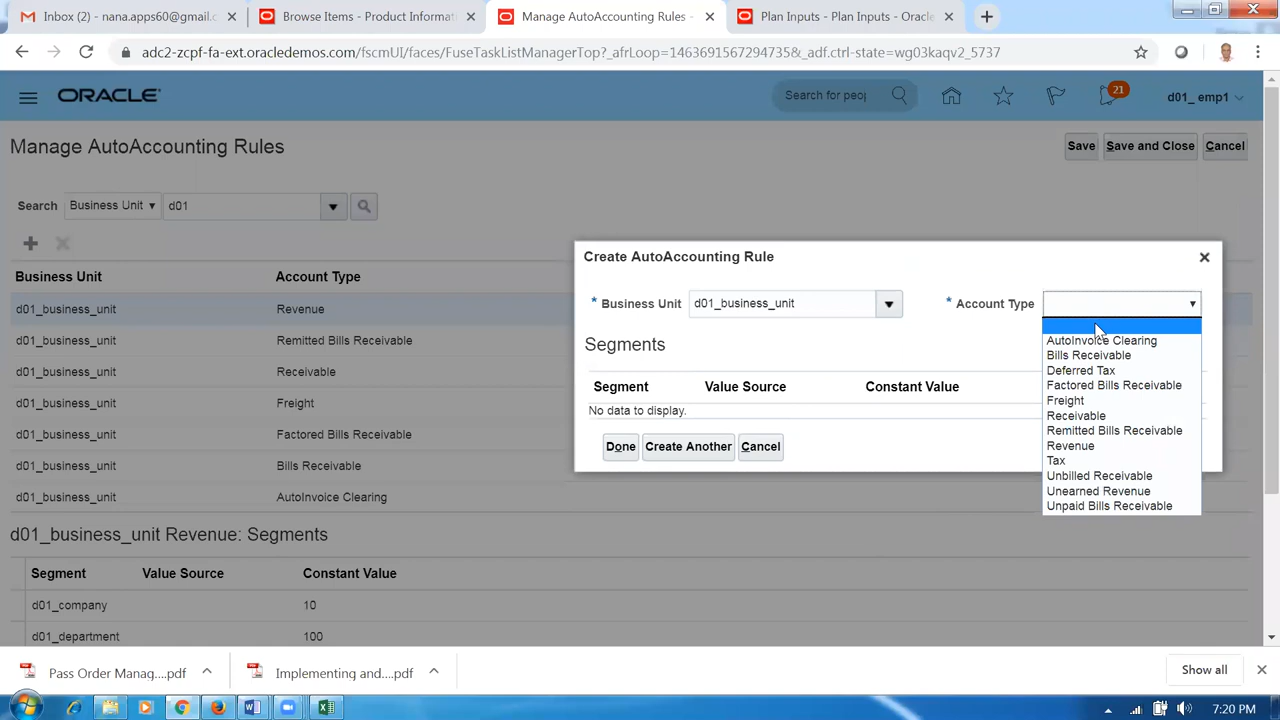 Inbox (2) - nana.apps60@gmail.c
Browse Items - Product Informat
Manage AutoAccounting Rules -
Plan Inputs - Plan Inputs - Oracl
adc2-zcpf-fa-ext.oracledemos.com/fscmUI/faces/FuseTaskListManagerTop?_afrLoop=1463691567294735&_adf.ctrl-state=wg03kaqv2_5737
ORACLE
Search for peop
21
d01_ emp1
Manage AutoAccounting Rules
Save
Save and Close
Cancel
Search
Business Unit
d01
Business Unit
Account Type
d01_business_unit
Revenue
d01_business_unit
Remitted Bills Receivable
d01_business_unit
Receivable
d01_business_unit
Freight
d01_business_unit
Factored Bills Receivable
d01_business_unit
Bills Receivable
d01_business_unit
AutoInvoice Clearing
d01_business_unit Revenue: Segments
Segment
Value Source
Constant Value
d01_company
10
d01_department
100
Create AutoAccounting Rule
* Business Unit
d01_business_unit
* Account Type
Segments
Segment
Value Source
Constant Value
No data to display.
Done
Create Another
Cancel
AutoInvoice Clearing
Bills Receivable
Deferred Tax
Factored Bills Receivable
Freight
Receivable
Remitted Bills Receivable
Revenue
Tax
Unbilled Receivable
Unearned Revenue
Unpaid Bills Receivable
Pass Order Manag....pdf
Implementing and....pdf
Show all
7:20 PM